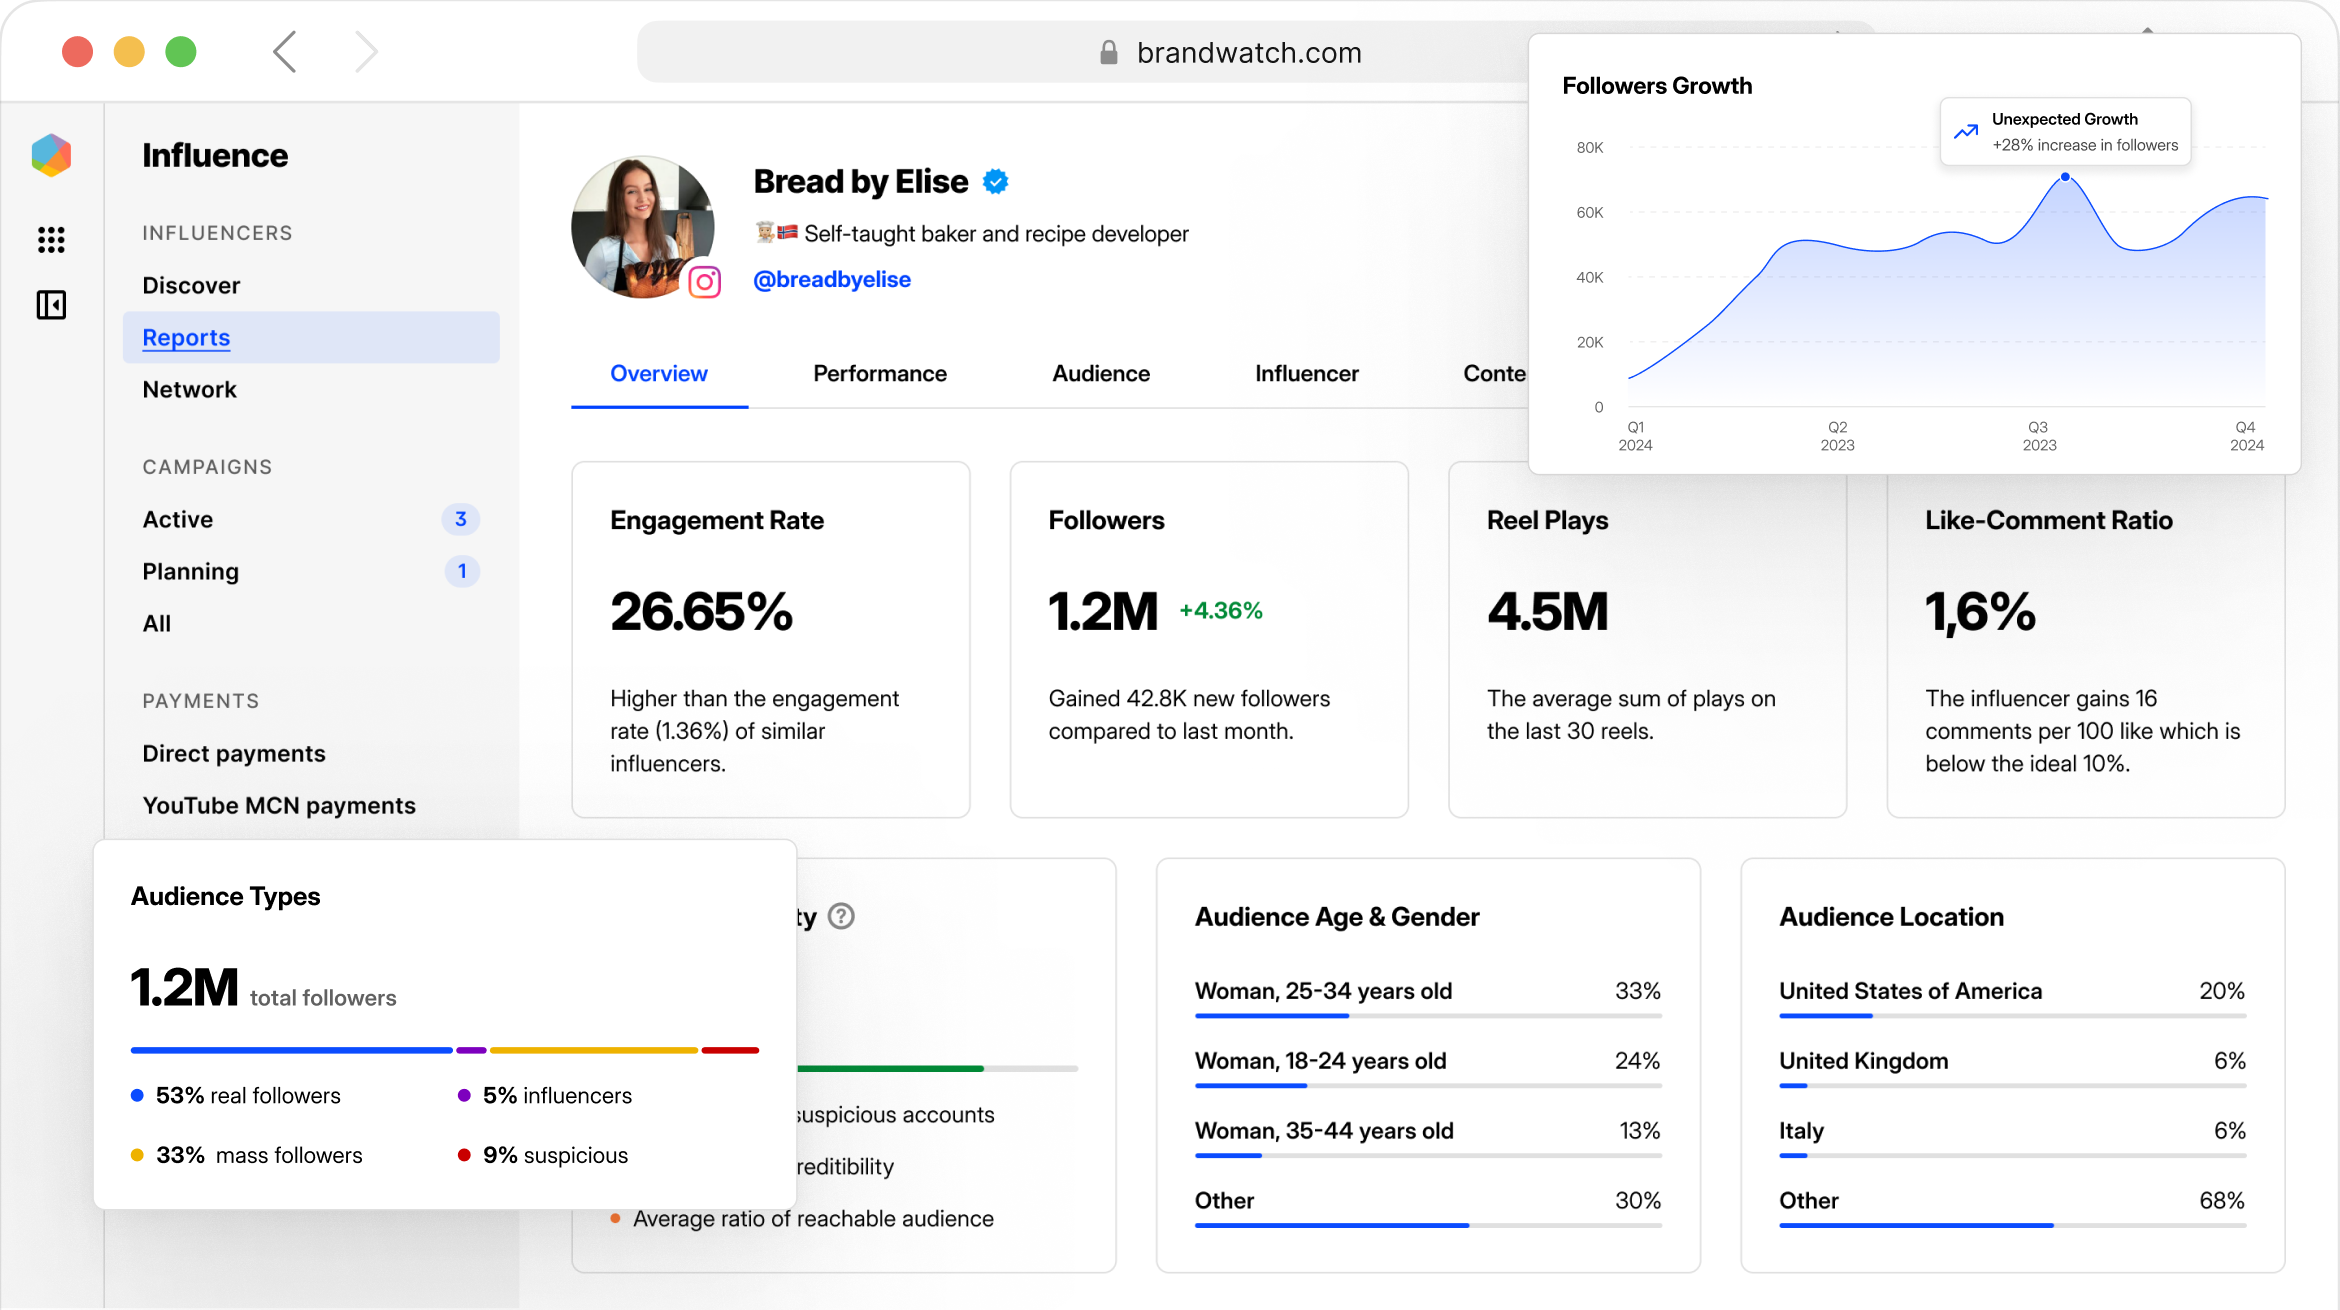 brandwatch.com
Influence
INFLUENCERS
Discover
Reports
Network
CAMPAIGNS
Active 3
Planning 1
All
PAYMENTS
Direct payments
YouTube MCN payments
Bread by Elise
Self-taught baker and recipe developer
@breadbyelise
Overview Performance Audience Influencer Conte
Followers Growth
Unexpected Growth
+28% increase in followers
80K
60K
40K
20K
0
Q1 Q2 Q3 Q4
2024 2023 2023 2024
Engagement Rate
26.65%
Higher than the engagement
rate (1.36%) of similar
influencers.
Followers
1.2M +4.36%
Gained 42.8K new followers
compared to last month.
Reel Plays
4.5M
The average sum of plays on
the last 30 reels.
Like-Comment Ratio
1,6%
The influencer gains 16
comments per 100 like which is
below the ideal 10%.
Audience Types
1.2M total followers
53% real followers
5% influencers
33% mass followers
9% suspicious
ty
suspicious accounts
reditibility
Average ratio of reachable audience
Audience Age & Gender
Woman, 25-34 years old 33%
Woman, 18-24 years old 24%
Woman, 35-44 years old 13%
Other 30%
Audience Location
United States of America 20%
United Kingdom 6%
Italy 6%
Other 68%